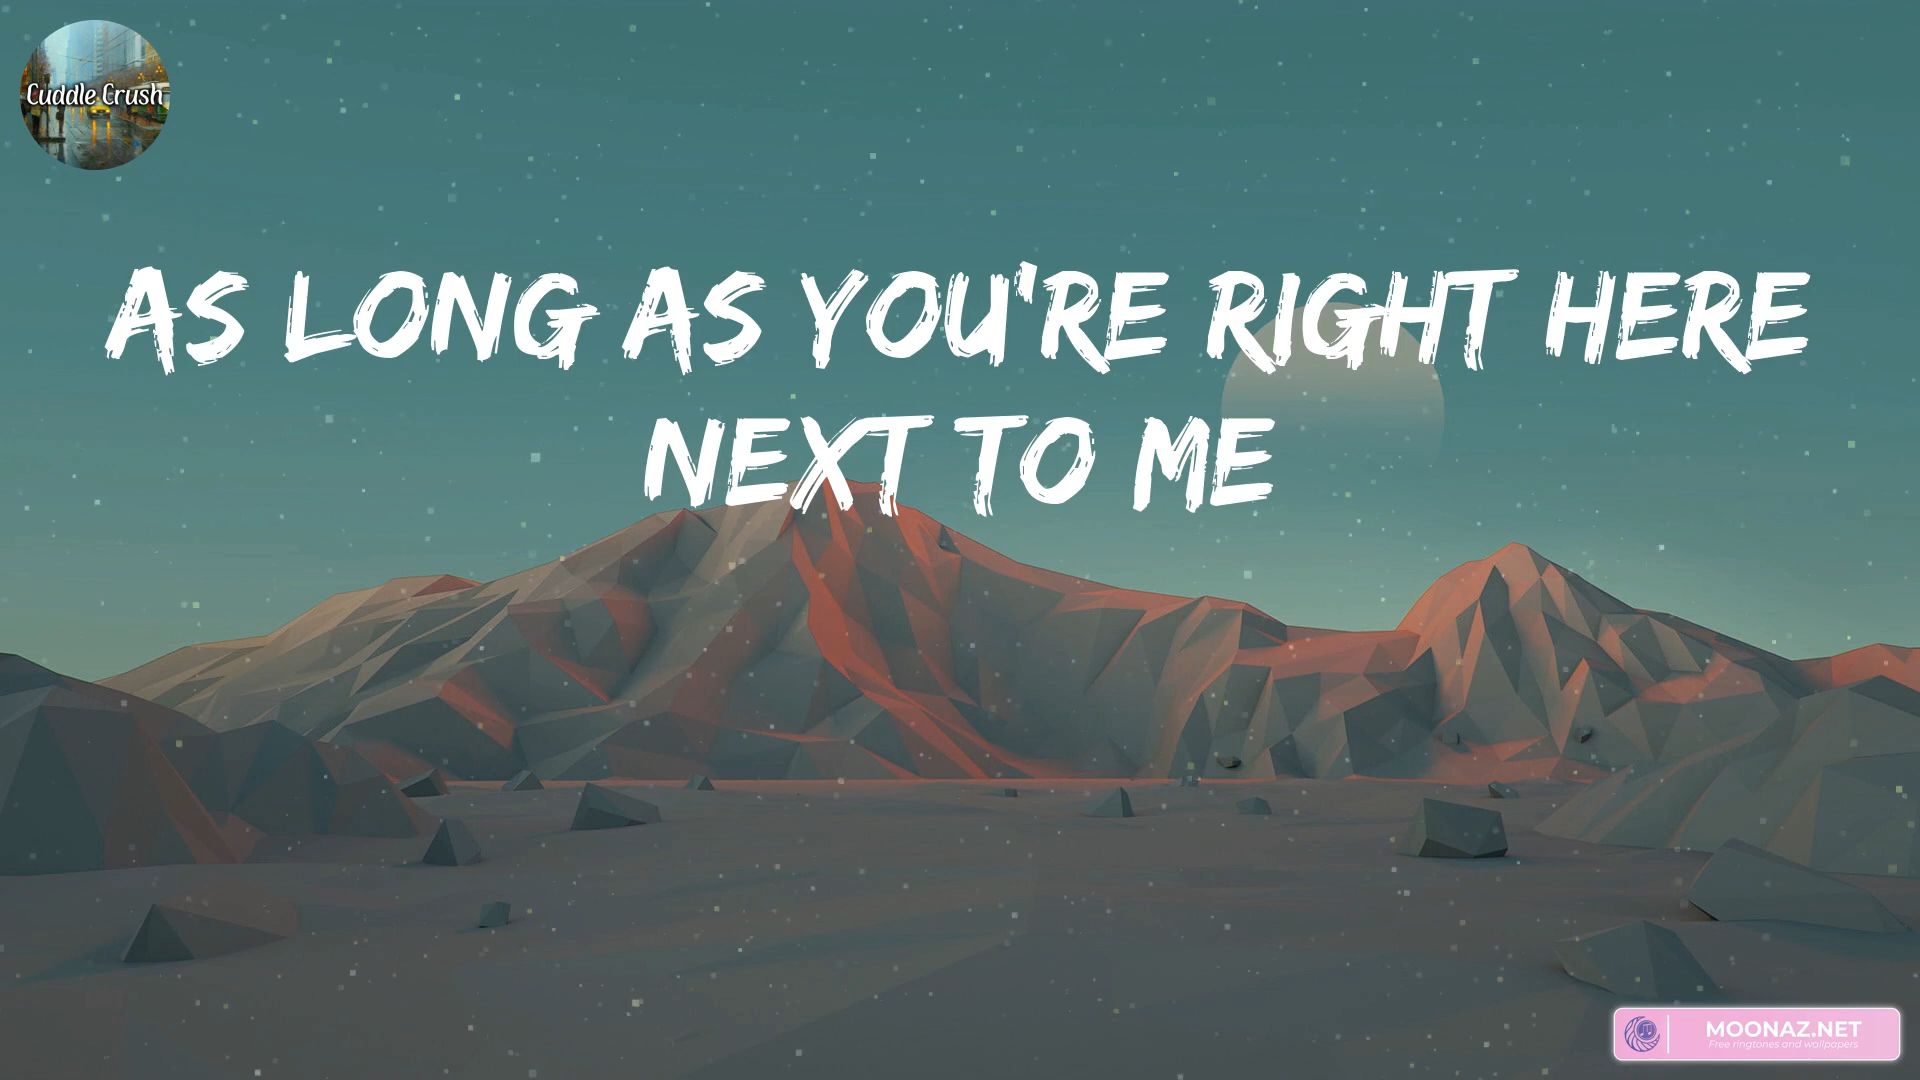 Cuddle Crush
AS LONG AS YOU'RE RIGHT HERE
NEXT TO ME
MOONAZ.NET
Free ringtones and wallpapers